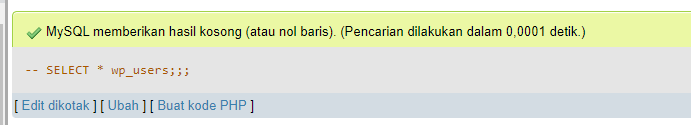 MySQL memberikan hasil kosong (atau nol baris). (Pencarian dilakukan dalam 0,0001 detik.)
-- SELECT * wp_users;;;
[ Edit dikotak ] [ Ubah ] [ Buat kode PHP ]